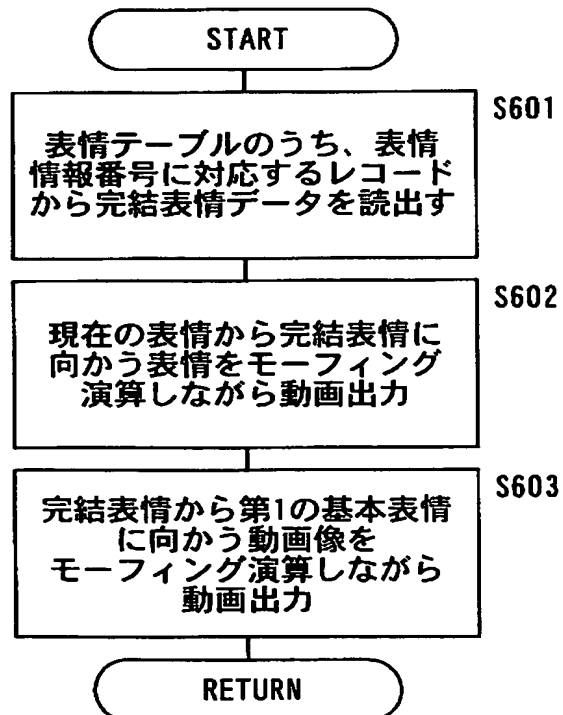 START
S601
表情テーブルのうち、表情
情報番号に対応するレコード
から完結表情データを読出す
S602
現在の表情から完結表情に
向かう表情をモーフィング
演算しながら動画出力
S603
完結表情から第1の基本表情
に向かう動画像を
モーフィング演算しながら
動画出力
RETURN